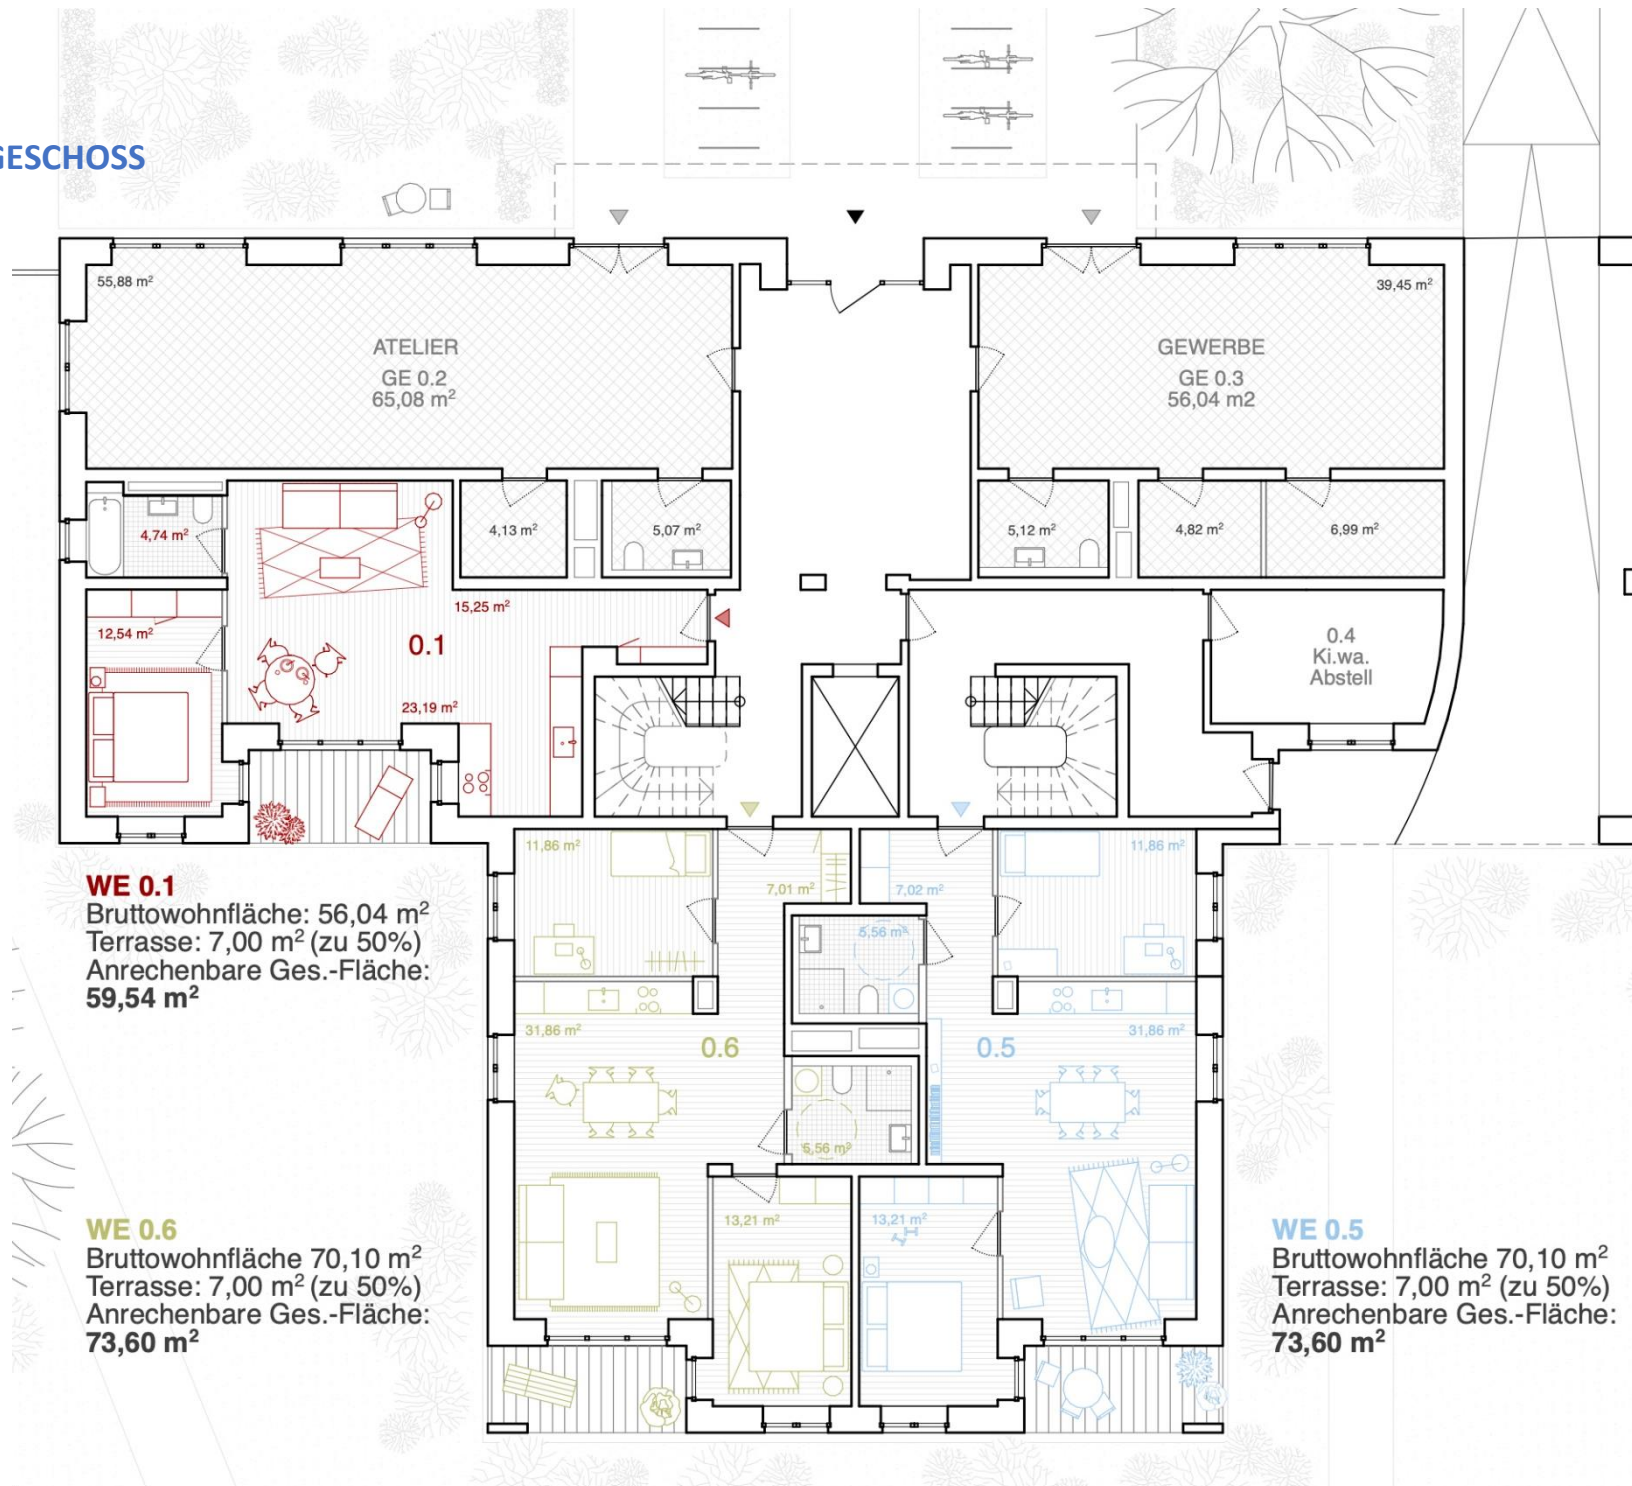 GESCHOSS
55,88 m²
39,45 m²
ATELIER
GE 0.2
65,08 m²
GEWERBE
GE 0.3
56,04 m2
4,74 m²
4,13 m²
5,07 m²
5,12 m²
4,82 m²
6,99 m²
15,25 m²
12,54 m²
0.1
23,19 m²
0.4
Ki.wa.
Abstell
11,86 m²
7,01 m²
7,02 m²
11,86 m²
WE 0.1
Bruttowohnfläche: 56,04 m²
Terrasse: 7,00 m² (zu 50%)
Anrechenbare Ges.-Fläche:
59,54 m²
5,56 m²
31,86 m²
0.6
0.5
31,86 m²
5,56 m²
13,21 m²
13,21 m²
WE 0.6
Bruttowohnfläche 70,10 m²
Terrasse: 7,00 m² (zu 50%)
Anrechenbare Ges.-Fläche:
73,60 m²
WE 0.5
Bruttowohnfläche 70,10 m²
Terrasse: 7,00 m² (zu 50%)
Anrechenbare Ges.-Fläche:
73,60 m²